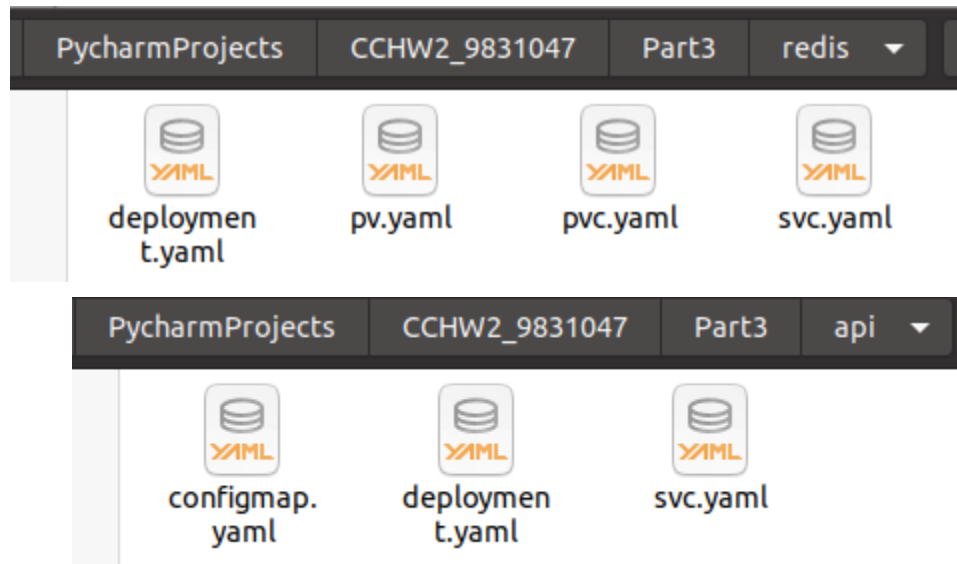 PycharmProjects CCHW2_9831047 Part3 redis
YAML YAML YAML YAML
deploymen pv.yaml pvc.yaml svc.yaml
t.yaml
PycharmProjects CCHW2_9831047 Part3 api
YAML YAML YAML
configmap. deploymen svc.yaml
yaml t.yaml